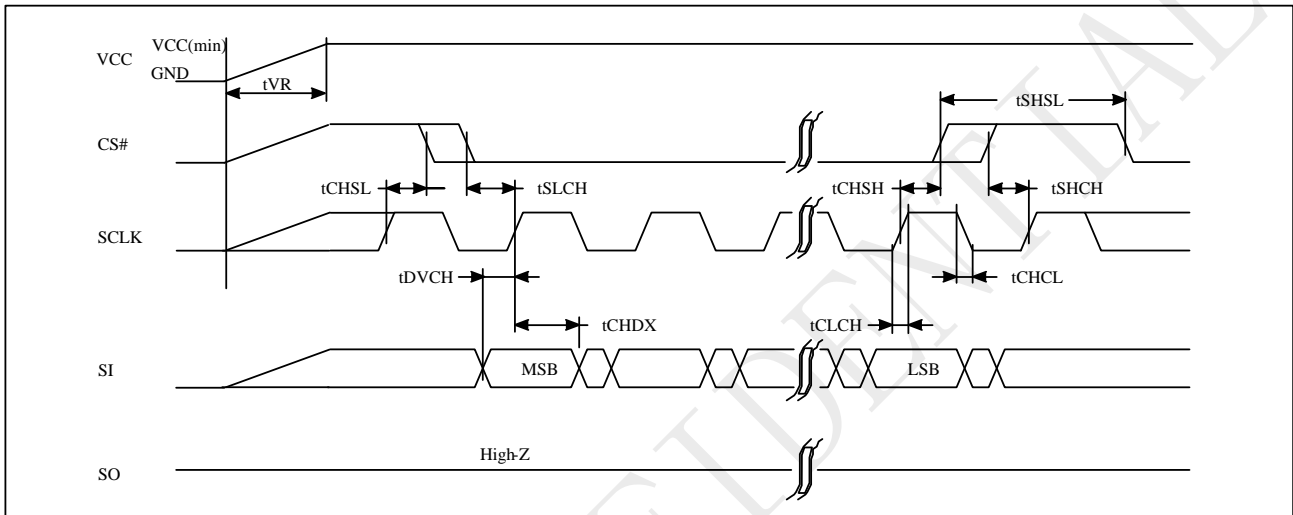 VCC
VCC(min)
GND
tVR
tSHSL
CS#
tCHSL
tSLCH
tCHSH
tSHCH
SCLK
tDVCH
tCHCL
tCHDX
tCLCH
SI
MSB
LSB
High-Z
SO